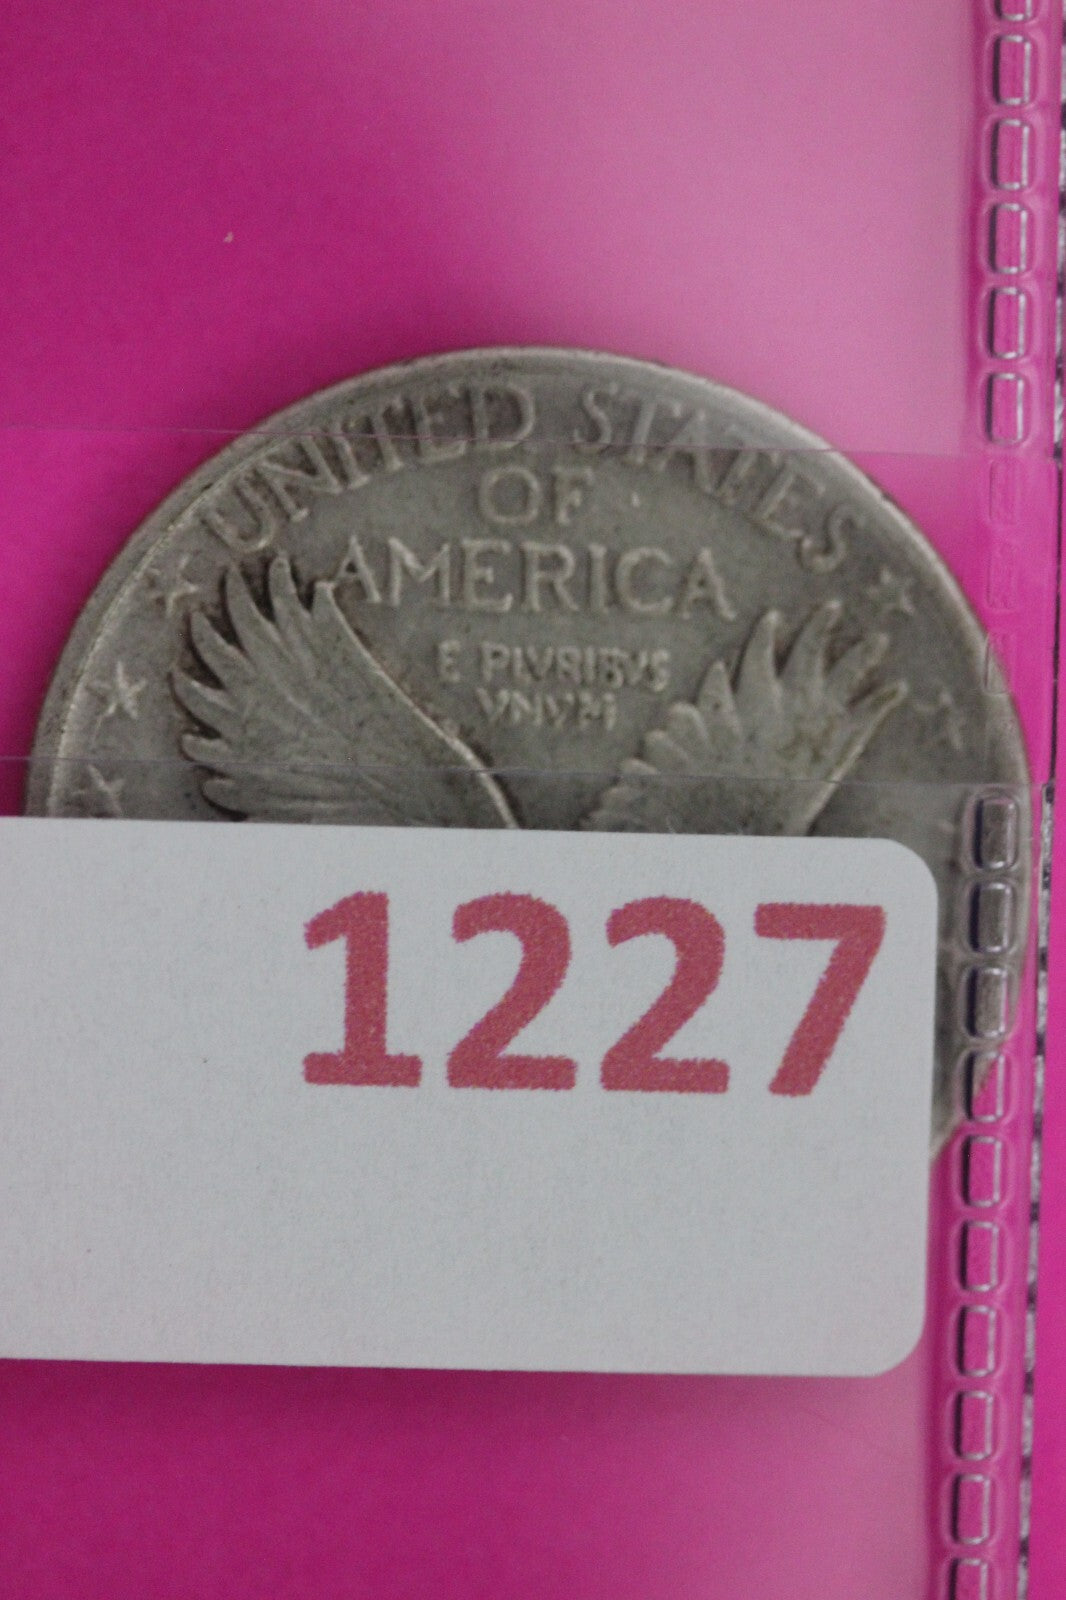 UNITED STATES
OF
AMERICA
E PLVRIBVS
VNVM
1227